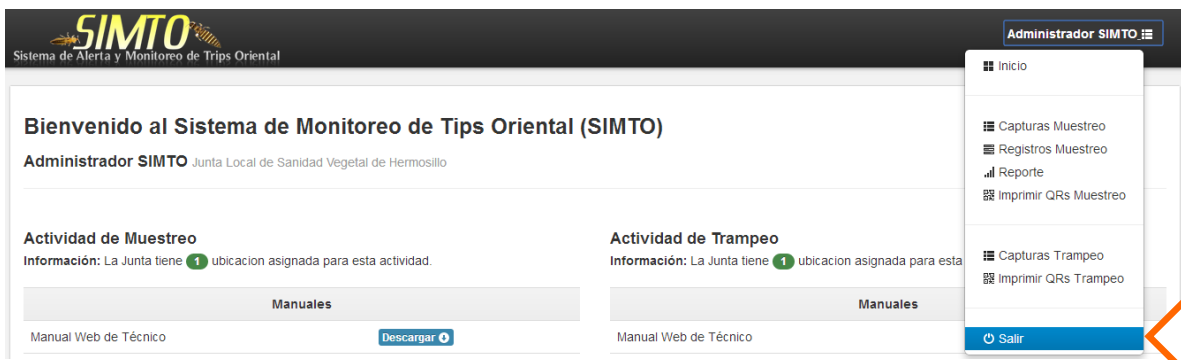 SIMTO
Sistema de Alerta y Monitoreo de Trips Oriental
Administrador SIMTO
Inicio
Capturas Muestreo
Registros Muestreo
Reporte
Imprimir QRs Muestreo
Capturas Trampeo
Imprimir QRs Trampeo
Salir
Bienvenido al Sistema de Monitoreo de Tips Oriental (SIMTO)
Administrador SIMTO Junta Local de Sanidad Vegetal de Hermosillo
Actividad de Muestreo
Información: La Junta tiene 1 ubicacion asignada para esta actividad.
Manuales
Manual Web de Técnico Descargar
Actividad de Trampeo
Información: La Junta tiene 1 ubicacion asignada para esta
Manuales
Manual Web de Técnico